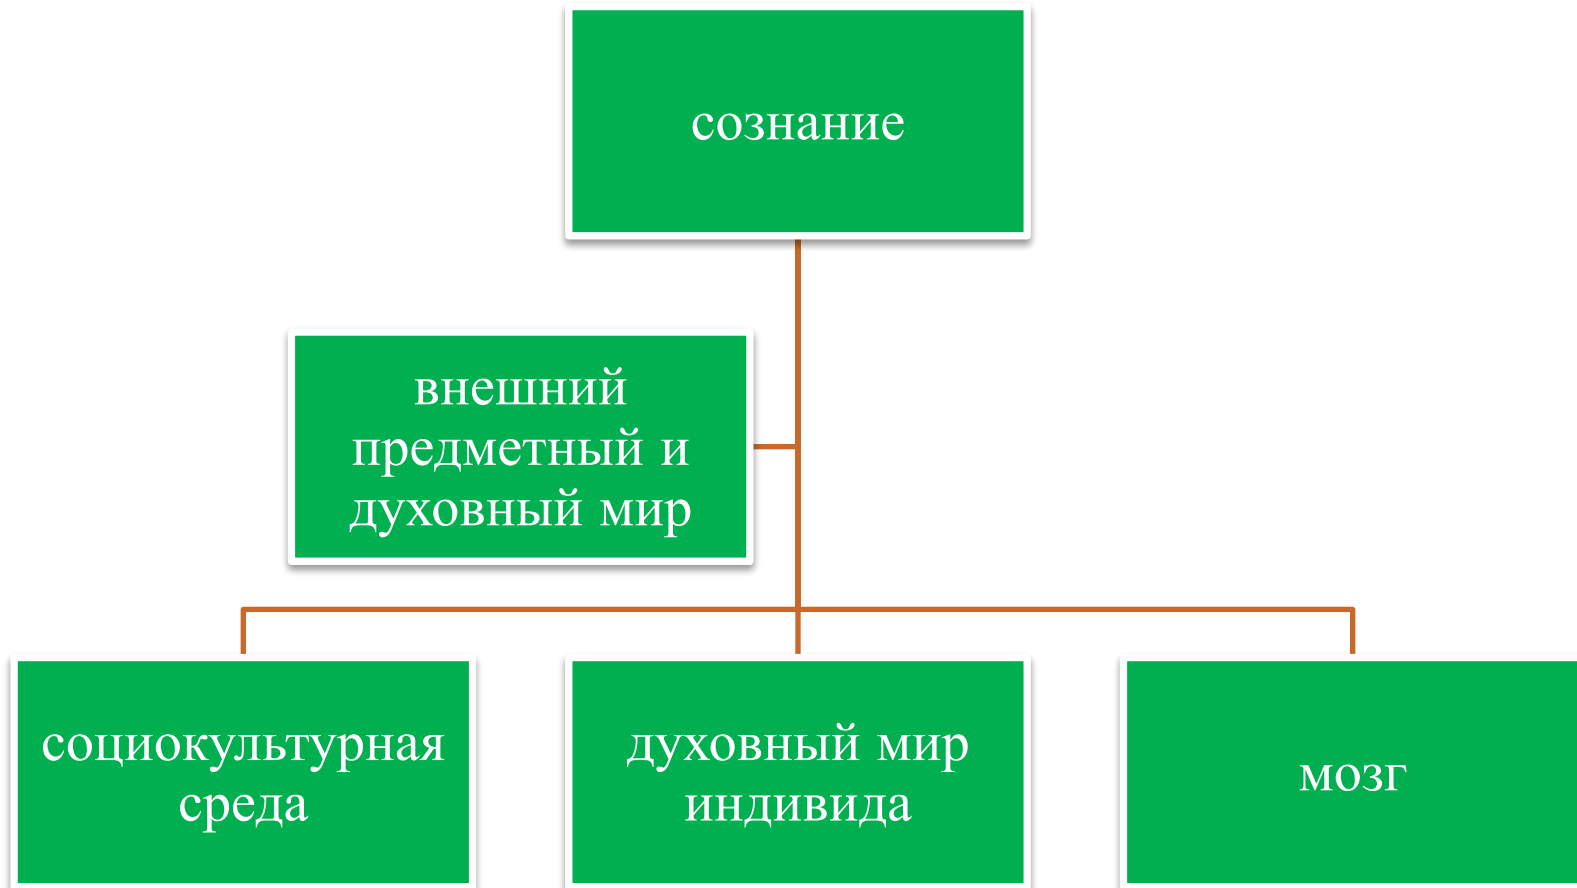 сознание
внешний
предметный и
духовный мир
социокультурная
среда
духовный мир
индивида
мозг